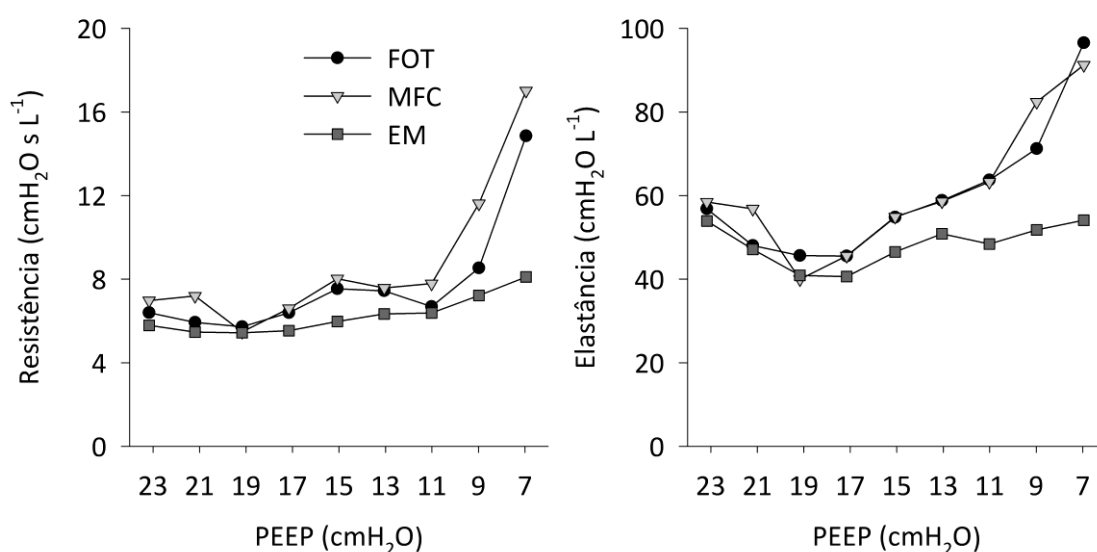 Resistência (cmH₂O s L⁻¹)
20
16
12
8
4
0
FOT
MFC
EM
23 21 19 17 15 13 11 9 7
PEEP (cmH₂O)
Elastância (cmH₂O L⁻¹)
100
80
60
40
20
0
23 21 19 17 15 13 11 9 7
PEEP (cmH₂O)